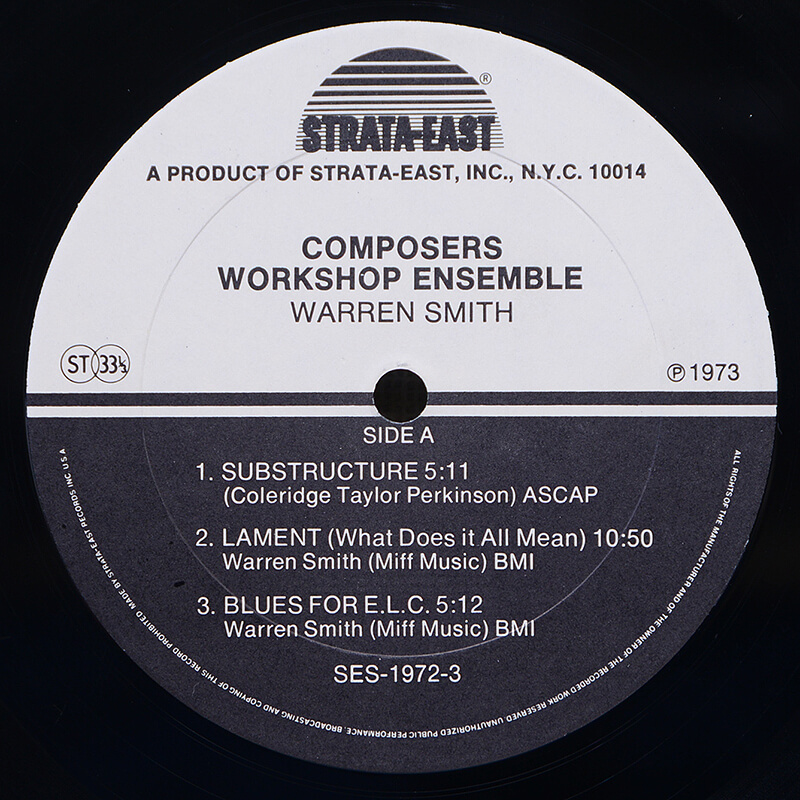 STRATA-EAST ®
A PRODUCT OF STRATA-EAST, INC., N.Y.C. 10014
COMPOSERS
WORKSHOP ENSEMBLE
WARREN SMITH
ST 33⅓
℗ 1973
SIDE A
1. SUBSTRUCTURE 5:11
(Coleridge Taylor Perkinson) ASCAP
2. LAMENT (What Does it All Mean) 10:50
Warren Smith (Miff Music) BMI
3. BLUES FOR E.L.C. 5:12
Warren Smith (Miff Music) BMI
SES-1972-3
ALL RIGHTS OF THE MANUFACTURER AND OF THE OWNER OF THE RECORDED WORK RESERVED. UNAUTHORIZED PUBLIC PERFORMANCE, BROADCASTING AND COPYING OF THIS RECORD PROHIBITED MADE BY STRATA-EAST RECORDS INC USA